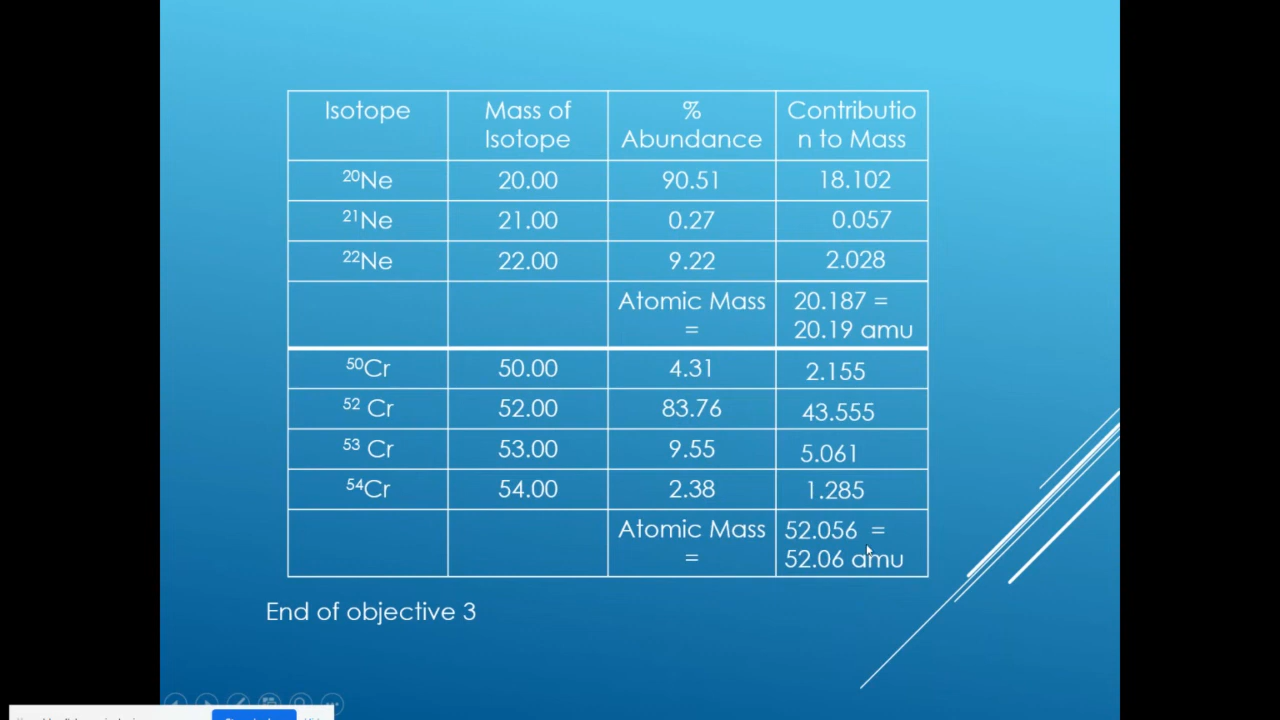 Isotope Mass of Isotope % Abundance Contributio n to Mass
²⁰Ne 20.00 90.51 18.102
²¹Ne 21.00 0.27 0.057
²²Ne 22.00 9.22 2.028
Atomic Mass = 20.187 = 20.19 amu
⁵⁰Cr 50.00 4.31 2.155
⁵² Cr 52.00 83.76 43.555
⁵³ Cr 53.00 9.55 5.061
⁵⁴Cr 54.00 2.38 1.285
Atomic Mass = 52.056 = 52.06 amu
End of objective 3